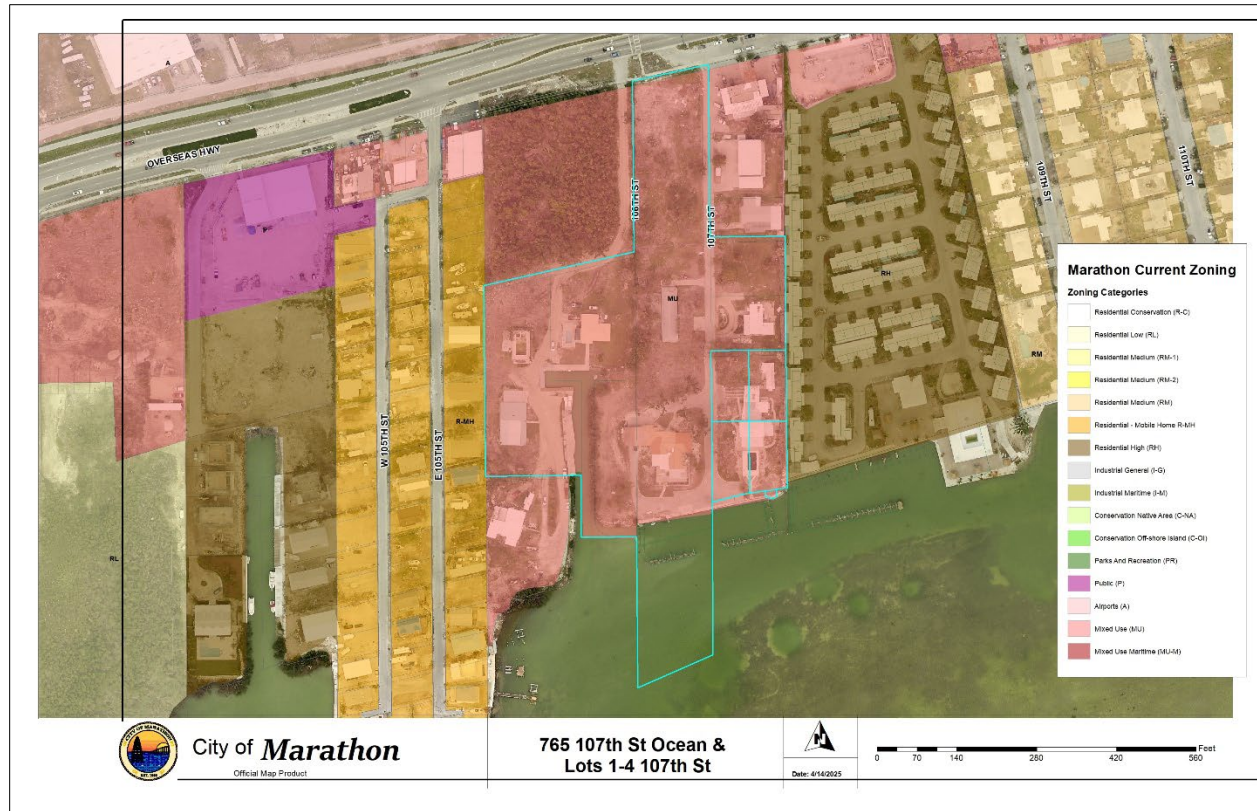 A
OVERSEAS HWY
106TH ST
107TH ST
109TH ST
110TH ST
P
MU
RH
RM
W 105TH ST
E 105TH ST
R-MH
RL
Marathon Current Zoning
Zoning Categories
Residential Conservation (R-C)
Residential Low (RL)
Residential Medium (RM-1)
Residential Medium (RM-2)
Residential Medium (RM)
Residential - Mobile Home R-MH
Residential High (RH)
Industrial General (I-G)
Industrial Maritime (I-M)
Conservation Native Area (C-NA)
Conservation Off-shore Island (C-OI)
Parks And Recreation (PR)
Public (P)
Airports (A)
Mixed Use (MU)
Mixed Use Maritime (MU-M)
City of Marathon
Official Map Product
765 107th St Ocean &
Lots 1-4 107th St
N
Date: 4/14/2025
Feet
0 70 140 280 420 560